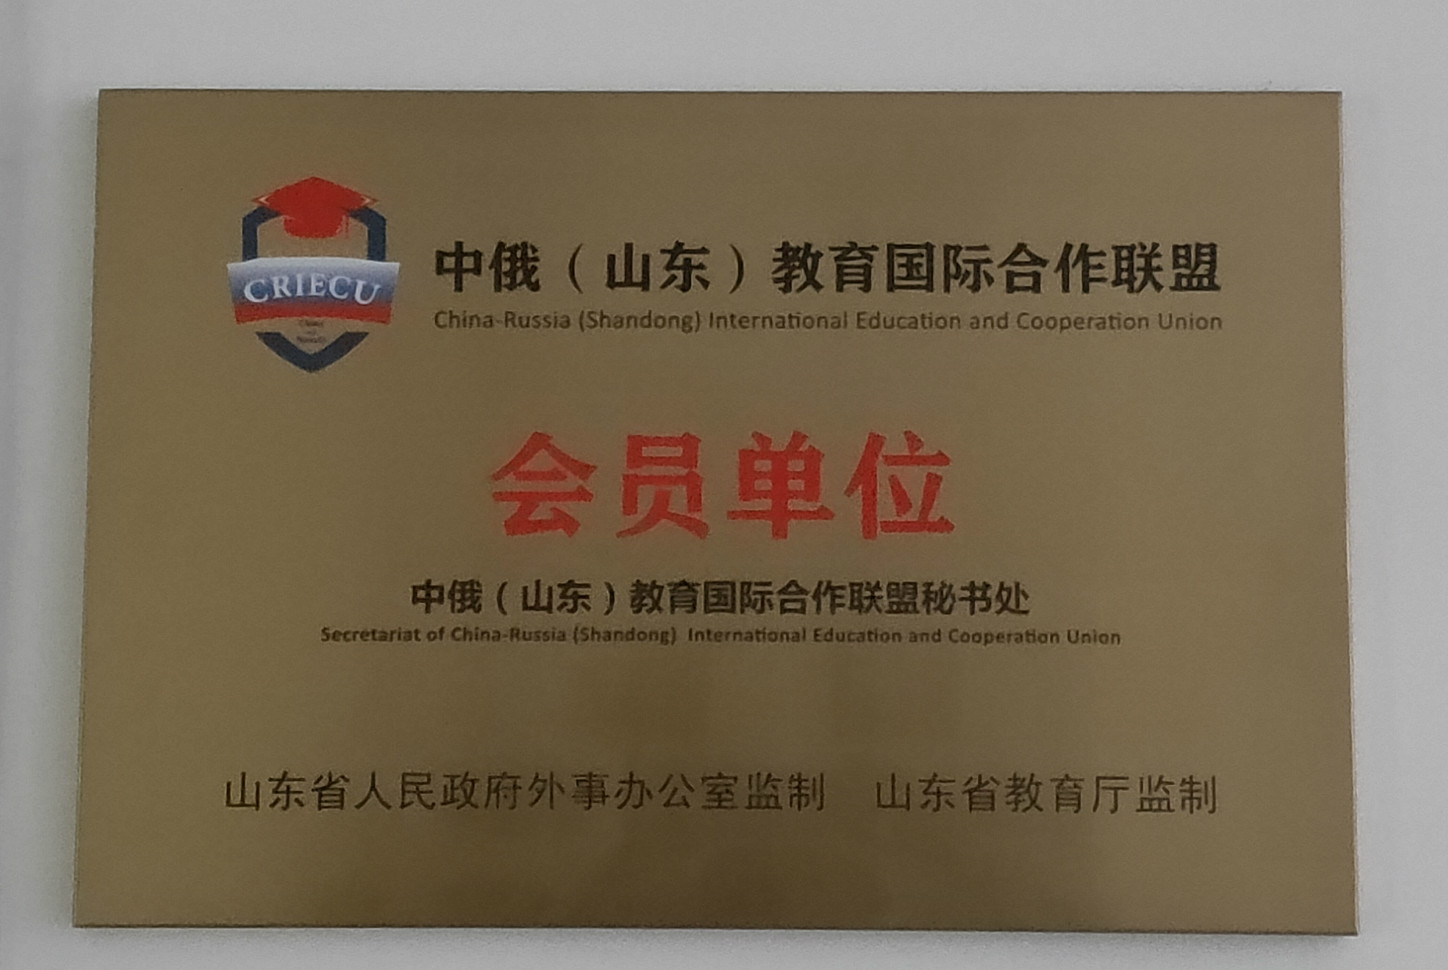 CRIECU
中俄（山东）教育国际合作联盟
China-Russia (Shandong) International Education and Cooperation Union
会员单位
中俄（山东）教育国际合作联盟秘书处
Secretariat of China-Russia (Shandong) International Education and Cooperation Union
山东省人民政府外事办公室监制 山东省教育厅监制